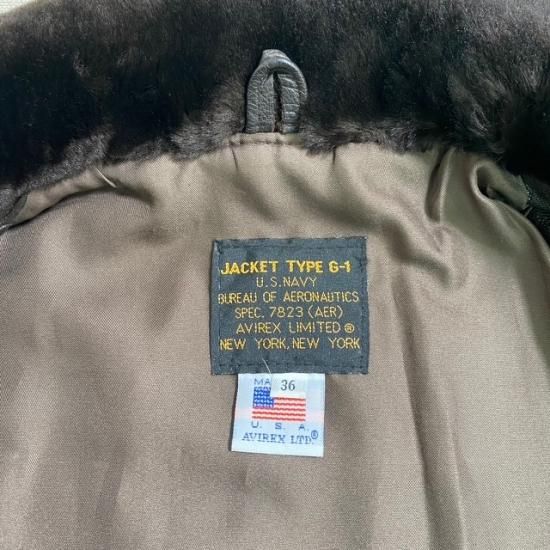 JACKET TYPE G-1
U.S. NAVY
BUREAU OF AERONAUTICS
SPEC. 7823 (AER)
AVIREX LIMITED ®
NEW YORK, NEW YORK
MA 36
U. S. A.
AVIREX LTD.®